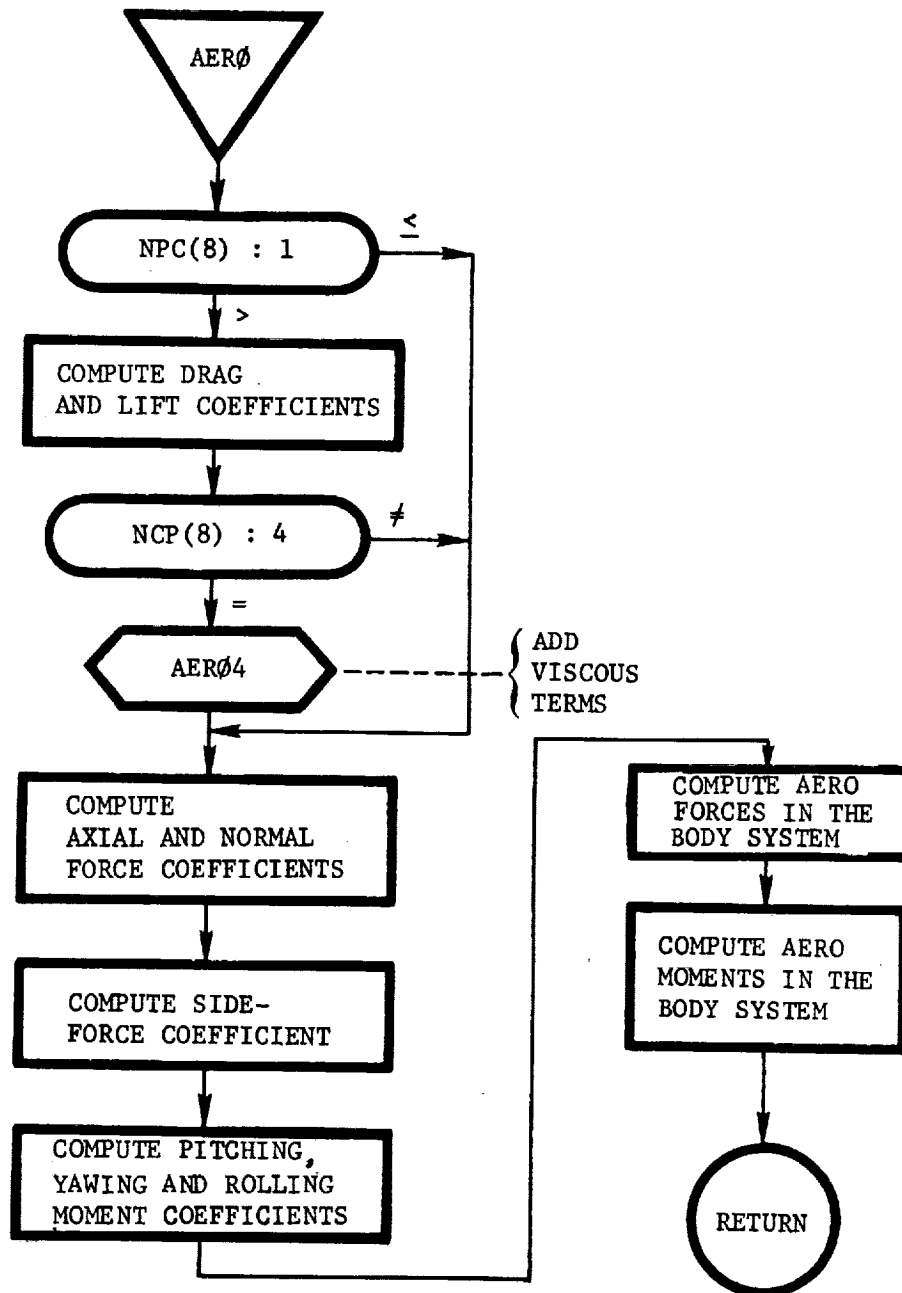 AERØ
NPC(8) : 1
≤
>
COMPUTE DRAG
AND LIFT COEFFICIENTS
NCP(8) : 4
≠
=
AERØ4
ADD
VISCOUS
TERMS
COMPUTE
AXIAL AND NORMAL
FORCE COEFFICIENTS
COMPUTE SIDE-
FORCE COEFFICIENT
COMPUTE PITCHING,
YAWING AND ROLLING
MOMENT COEFFICIENTS
COMPUTE AERO
FORCES IN THE
BODY SYSTEM
COMPUTE AERO
MOMENTS IN THE
BODY SYSTEM
RETURN